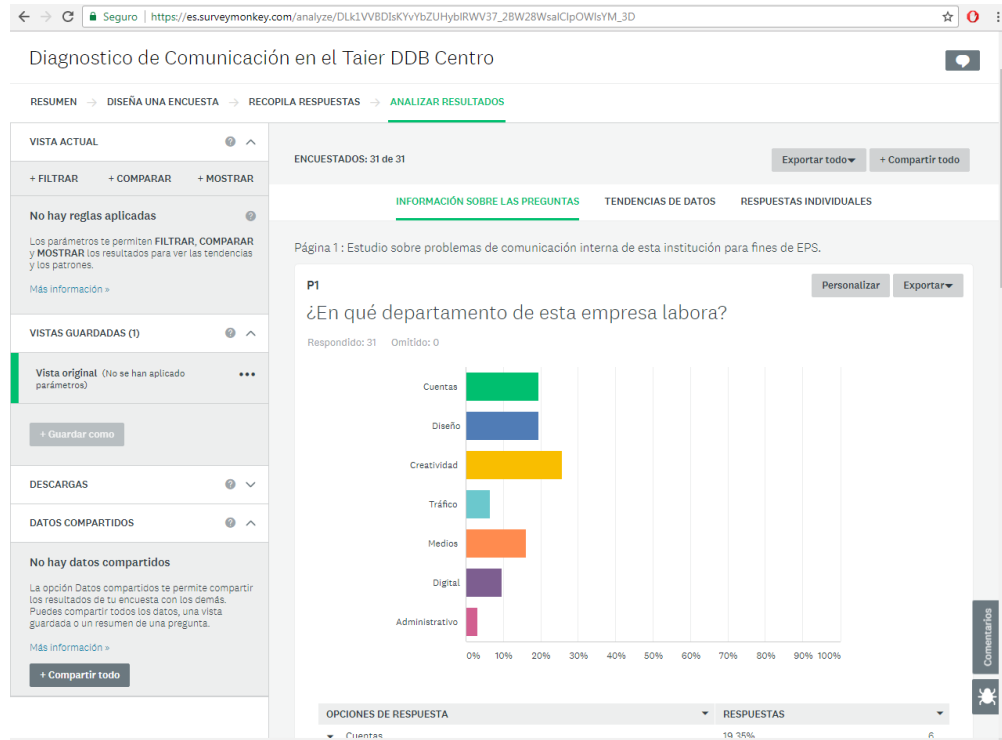 Seguro | https://es.surveymonkey.com/analyze/DLk1VVBDIsKYvYbZUHyblRWV37_2BW28WsalClpOWIsYM_3D
Diagnostico de Comunicación en el Taier DDB Centro
RESUMEN → DISEÑA UNA ENCUESTA → RECOPILA RESPUESTAS → ANALIZAR RESULTADOS
VISTA ACTUAL
+ FILTRAR + COMPARAR + MOSTRAR
No hay reglas aplicadas
Los parámetros te permiten FILTRAR, COMPARAR
y MOSTRAR los resultados para ver las tendencias
y los patrones.
Más información »
VISTAS GUARDADAS (1)
Vista original (No se han aplicado
parámetros)
+ Guardar como
DESCARGAS
DATOS COMPARTIDOS
No hay datos compartidos
La opción Datos compartidos te permite compartir
los resultados de tu encuesta con los demás.
Puedes compartir todos los datos, una vista
guardada o un resumen de una pregunta.
Más información »
+ Compartir todo
ENCUESTADOS: 31 de 31
Exportar todo
+ Compartir todo
INFORMACIÓN SOBRE LAS PREGUNTAS TENDENCIAS DE DATOS RESPUESTAS INDIVIDUALES
Página 1 : Estudio sobre problemas de comunicación interna de esta institución para fines de EPS.
P1
Personalizar
Exportar
¿En qué departamento de esta empresa labora?
Respondido: 31 Omitido: 0
Cuentas
Diseño
Creatividad
Tráfico
Medios
Digital
Administrativo
0% 10% 20% 30% 40% 50% 60% 70% 80% 90% 100%
OPCIONES DE RESPUESTA RESPUESTAS
Cuentas 19,35% 6
Comentarios